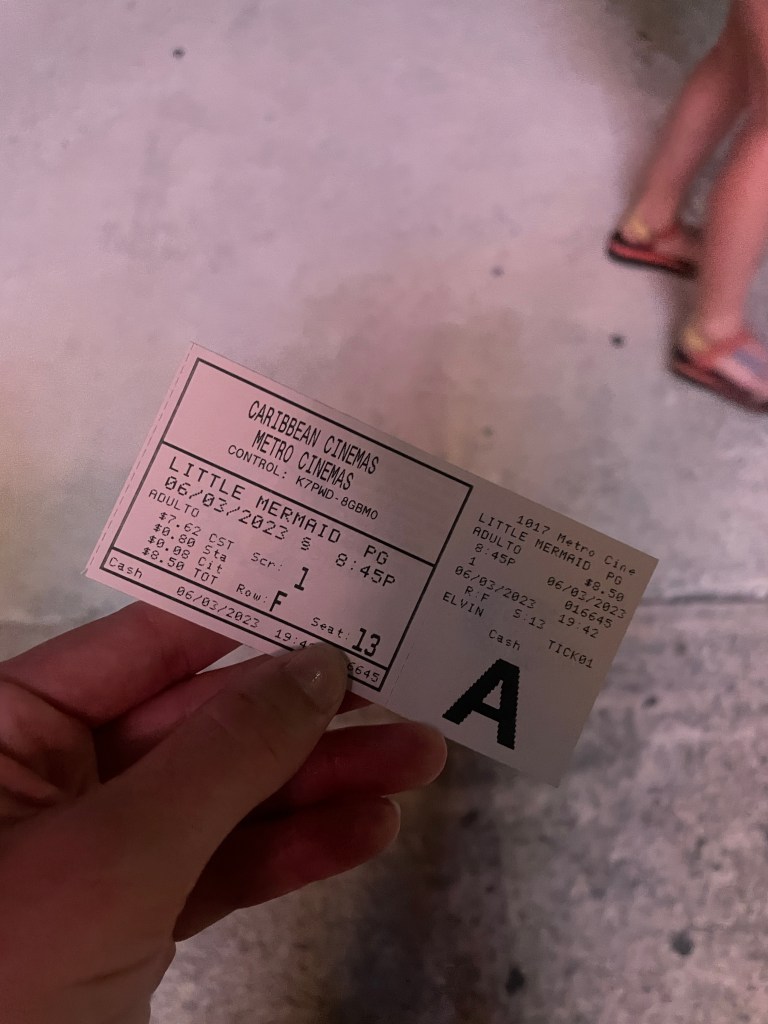 CARIBBEAN CINEMAS
METRO CINEMAS
CONTROL: K7PWD-8GBMO
LITTLE MERMAID PG
06/03/2023 @ 8:45P
ADULTO
$7.62 CST
$0.80 Sta
$0.08 Cit
$8.50 TOT
Scr: 1
Row: F Seat: 13
Cash 06/03/2023
1017 Metro Cine
LITTLE MERMAID PG
ADULTO $8.50
8:45P 06/03/2023
1 016645
06/03/2023 19:42
R:F S:13
ELVIN
Cash TICK01
A